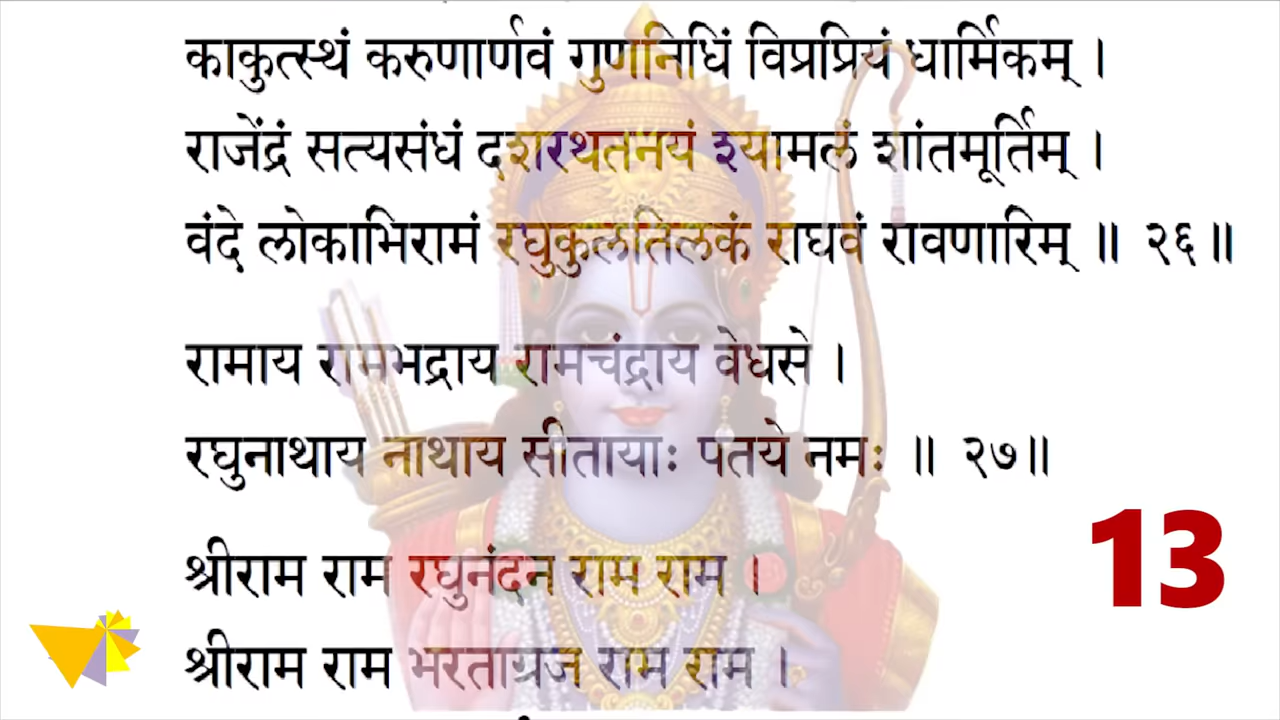 काकुत्स्थं करुणार्णवं गुणनिधिं विप्रप्रियं धार्मिकम् ।
राजेंद्रं सत्यसंधं दशरथतनयं श्यामलं शांतमूर्तिम् ।
वंदे लोकाभिरामं रघुकुलतिलकं राघवं रावणारिम् ॥ २६॥
रामाय रामभद्राय रामचंद्राय वेधसे ।
रघुनाथाय नाथाय सीतायाः पतये नमः ॥ २७॥
श्रीराम राम रघुनंदन राम राम ।
13
श्रीराम राम भरताग्रज राम राम ।